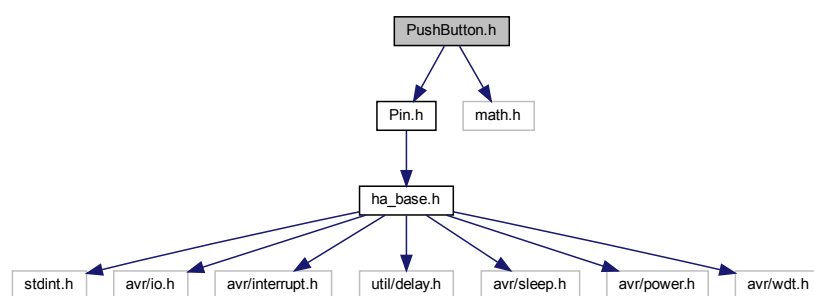 PushButton.h
Pin.h
math.h
ha_base.h
stdint.h
avr/io.h
avr/interrupt.h
util/delay.h
avr/sleep.h
avr/power.h
avr/wdt.h